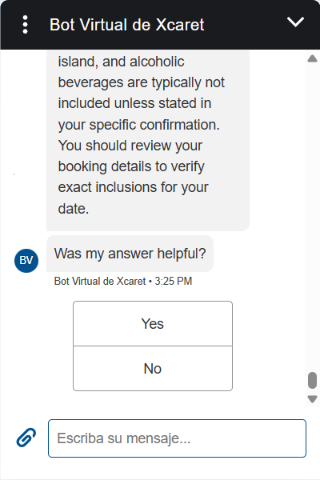 Bot Virtual de Xcaret
island, and alcoholic
beverages are typically not
included unless stated in
your specific confirmation.
You should review your
booking details to verify
exact inclusions for your
date.
Was my answer helpful?
BV
Bot Virtual de Xcaret • 3:25 PM
Yes
No
Escriba su mensaje...